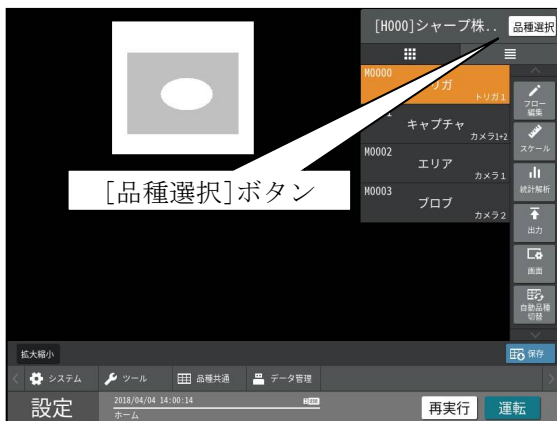 [H000]シャープ株..
品種選択
M0000
リガ
トリガ1
1
キャプチャ
カメラ1+2
M0002
エリア
カメラ1
M0003
ブロブ
カメラ2
フロー
編集
スケール
統計解析
出力
画面
自動品種
切替
[品種選択]ボタン
拡大縮小
保存
システム
ツール
品種共通
データ管理
設定
2018/04/04 14:00:14
ホーム
再実行
運転